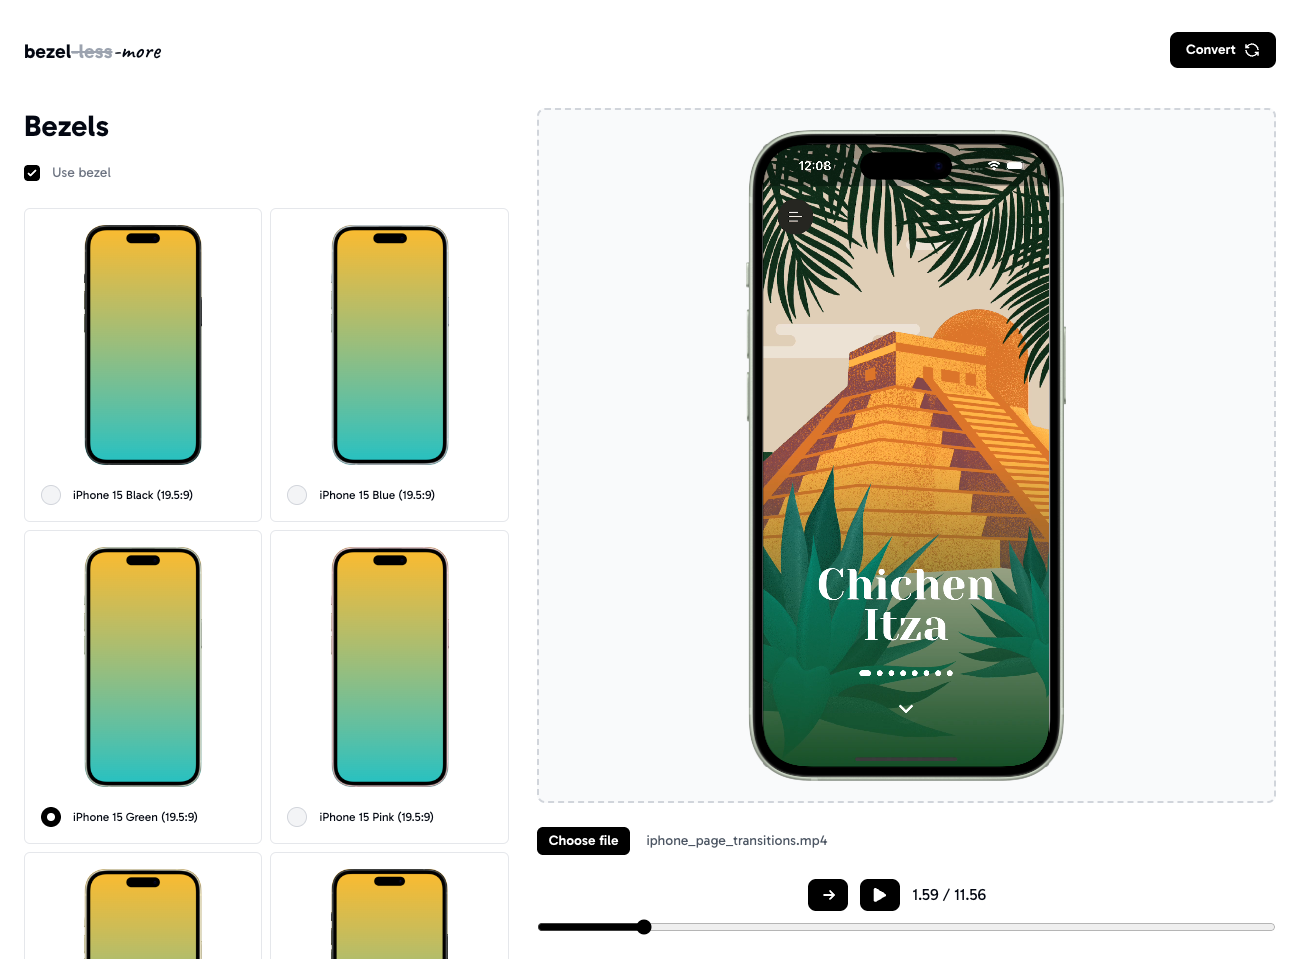 bezel-less-more
Convert
Bezels
Use bezel
iPhone 15 Black (19.5:9)
iPhone 15 Blue (19.5:9)
iPhone 15 Green (19.5:9)
iPhone 15 Pink (19.5:9)
12:08
Chichen
Itza
Choose file
iphone_page_transitions.mp4
1.59 / 11.56